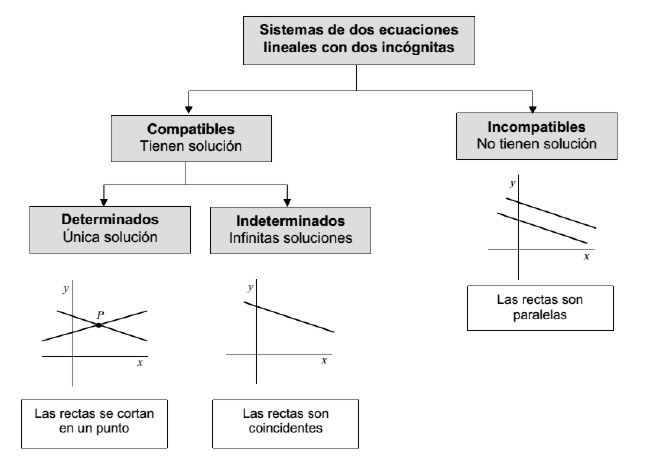 Sistemas de dos ecuaciones
lineales con dos incógnitas
Compatibles
Tienen solución
Incompatibles
No tienen solución
Determinados
Única solución
Indeterminados
Infinitas soluciones
y
x
Las rectas son
paralelas
y
P
x
y
x
Las rectas se cortan
en un punto
Las rectas son
coincidentes